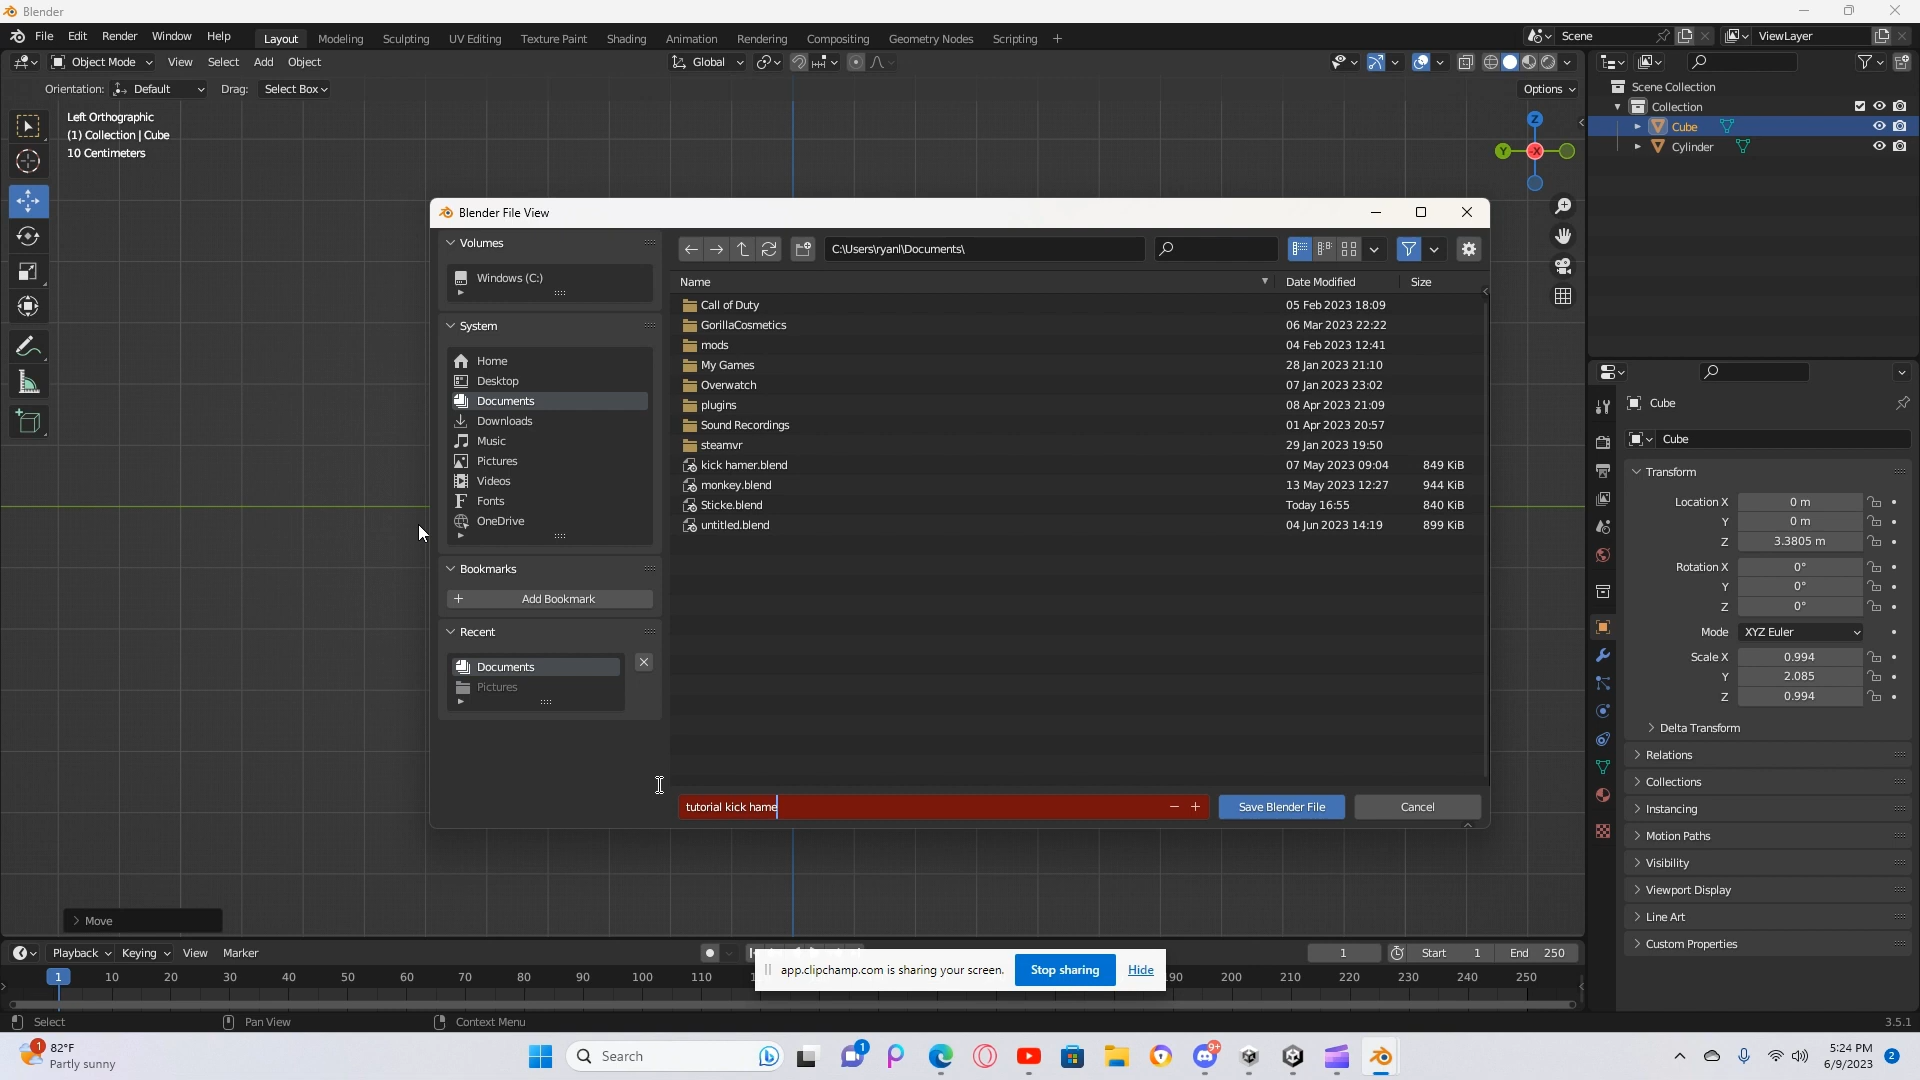 Blender
File Edit Render Window Help Layout Modeling Sculpting UV Editing Texture Paint Shading Animation Rendering Compositing Geometry Nodes Scripting + Scene ViewLayer
Object Mode View Select Add Object Global
Orientation: Default Drag: Select Box Options
Left Orthographic
(1) Collection | Cube
10 Centimeters
Z
Y
-X
Scene Collection
Collection
Cube
Cylinder
Blender File View
Volumes
Windows (C:)
System
Home
Desktop
Documents
Downloads
Music
Pictures
Videos
Fonts
OneDrive
Bookmarks
Add Bookmark
Recent
Documents
Pictures
C:\Users\ryanl\Documents\
Name Date Modified Size
Call of Duty 05 Feb 2023 18:09
GorillaCosmetics 06 Mar 2023 22:22
mods 04 Feb 2023 12:41
My Games 28 Jan 2023 21:10
Overwatch 07 Jan 2023 23:02
plugins 08 Apr 2023 21:09
Sound Recordings 01 Apr 2023 20:57
steamvr 29 Jan 2023 19:50
kick hamer.blend 07 May 2023 09:04 849 KiB
monkey.blend 13 May 2023 12:27 944 KiB
Sticke.blend Today 16:55 840 KiB
untitled.blend 04 Jun 2023 14:19 899 KiB
tutorial kick hame - + Save Blender File Cancel
Cube
Cube
Transform
Location X 0 m
Y 0 m
Z 3.3805 m
Rotation X 0°
Y 0°
Z 0°
Mode XYZ Euler
Scale X 0.994
Y 2.085
Z 0.994
Delta Transform
Relations
Collections
Instancing
Motion Paths
Visibility
Viewport Display
Line Art
Custom Properties
Move
Playback Keying View Marker 1 Start 1 End 250
1 10 20 30 40 50 60 70 80 90 100 110 190 200 210 220 230 240 250
app.clipchamp.com is sharing your screen. Stop sharing Hide
Select Pan View Context Menu 3.5.1
1 82°F
Partly sunny
Search
1
9+
5:24 PM
6/9/2023
2